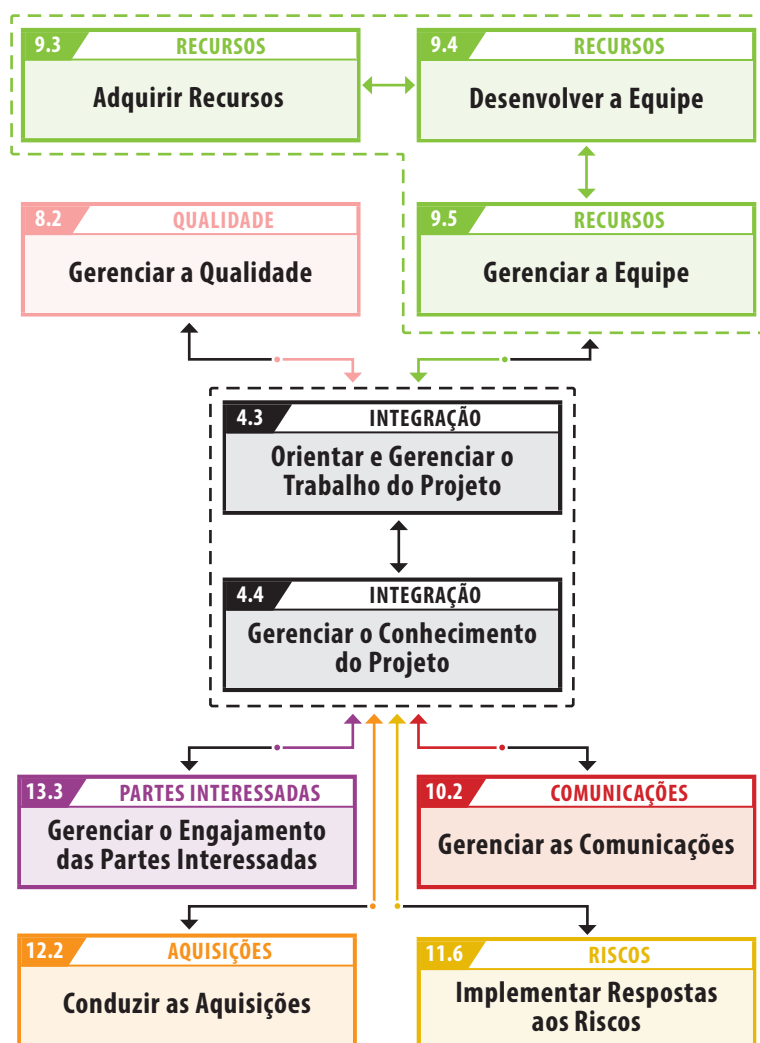 9.3 RECURSOS
Adquirir Recursos
9.4 RECURSOS
Desenvolver a Equipe
8.2 QUALIDADE
Gerenciar a Qualidade
9.5 RECURSOS
Gerenciar a Equipe
4.3 INTEGRAÇÃO
Orientar e Gerenciar o
Trabalho do Projeto
4.4 INTEGRAÇÃO
Gerenciar o Conhecimento
do Projeto
13.3 PARTES INTERESSADAS
Gerenciar o Engajamento
das Partes Interessadas
10.2 COMUNICAÇÕES
Gerenciar as Comunicações
12.2 AQUISIÇÕES
Conduzir as Aquisições
11.6 RISCOS
Implementar Respostas
aos Riscos